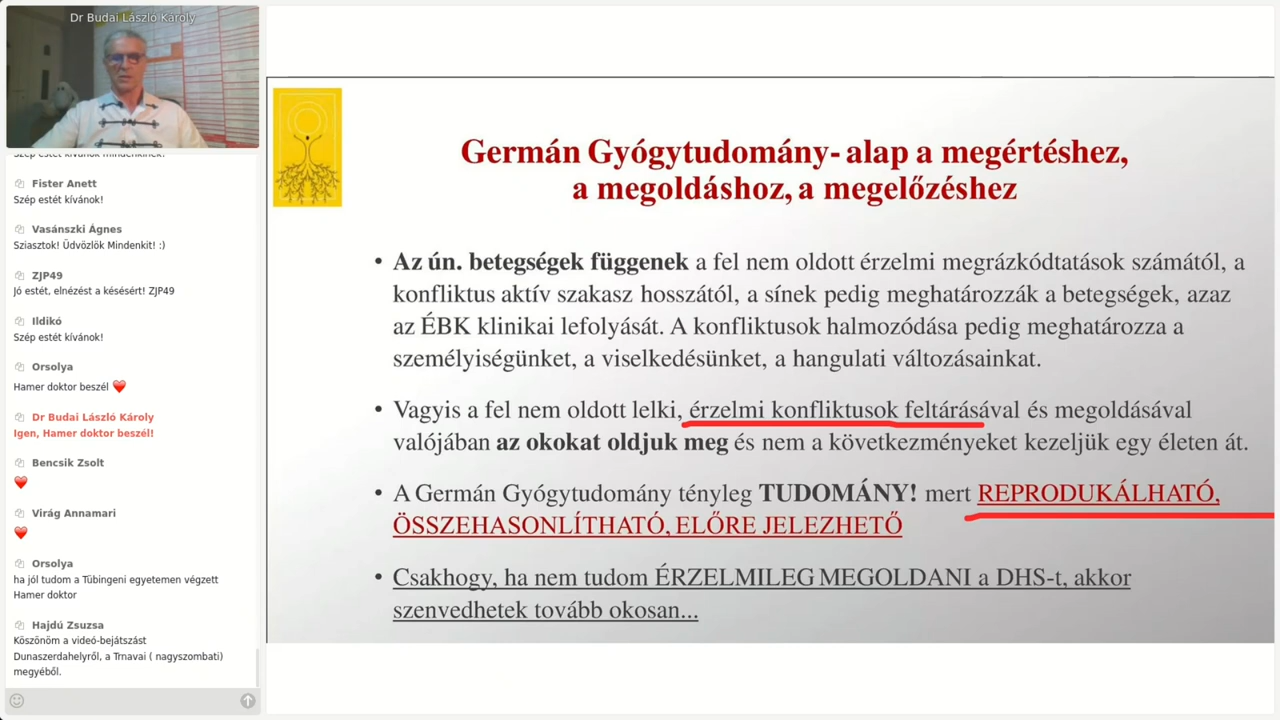 Dr Budai László Károly
Szép estét kívánok mindenkinek!
Fister Anett
Szép estét kívánok!
Vasánszki Ágnes
Sziasztok! Üdvözlök Mindenkit! :)
ZJP49
Jó estét, elnézést a késésért! ZJP49
Ildikó
Szép estét kívánok!
Orsolya
Hamer doktor beszél ❤️
Dr Budai László Károly
Igen, Hamer doktor beszél!
Bencsik Zsolt
❤️
Virág Annamari
❤️
Orsolya
ha jól tudom a Tübingeni egyetemen végzett
Hamer doktor
Hajdú Zsuzsa
Köszönöm a videó-bejátszást
Dunaszerdahelyről, a Trnavai ( nagyszombati)
megyéből.
Germán Gyógytudomány- alap a megértéshez,
a megoldáshoz, a megelőzéshez
• Az ún. betegségek függenek a fel nem oldott érzelmi megrázkódtatások számától, a
konfliktus aktív szakasz hosszától, a sínek pedig meghatározzák a betegségek, azaz
az ÉBK klinikai lefolyását. A konfliktusok halmozódása pedig meghatározza a
személyiségünket, a viselkedésünket, a hangulati változásainkat.
• Vagyis a fel nem oldott lelki, érzelmi konfliktusok feltárásával és megoldásával
valójában az okokat oldjuk meg és nem a következményeket kezeljük egy életen át.
• A Germán Gyógytudomány tényleg TUDOMÁNY! mert REPRODUKÁLHATÓ,
ÖSSZEHASONLÍTHATÓ, ELŐRE JELEZHETŐ
• Csakhogy, ha nem tudom ÉRZELMILEG MEGOLDANI a DHS-t, akkor
szenvedhetek tovább okosan...